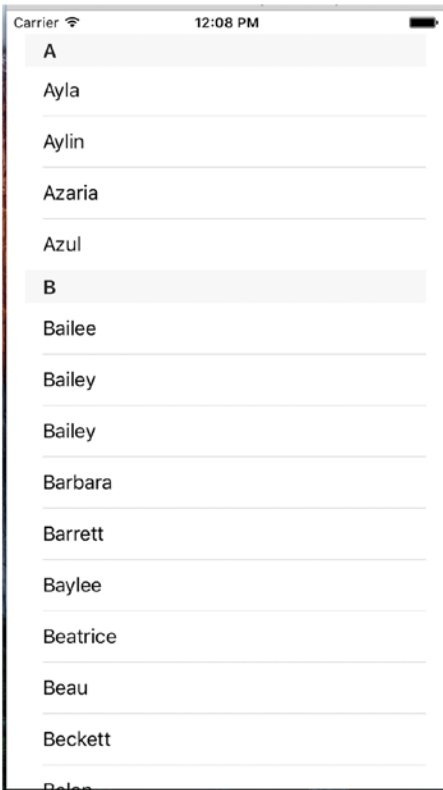 Carrier 12:08 PM
A
Ayla
Aylin
Azaria
Azul
B
Bailee
Bailey
Bailey
Barbara
Barrett
Baylee
Beatrice
Beau
Beckett